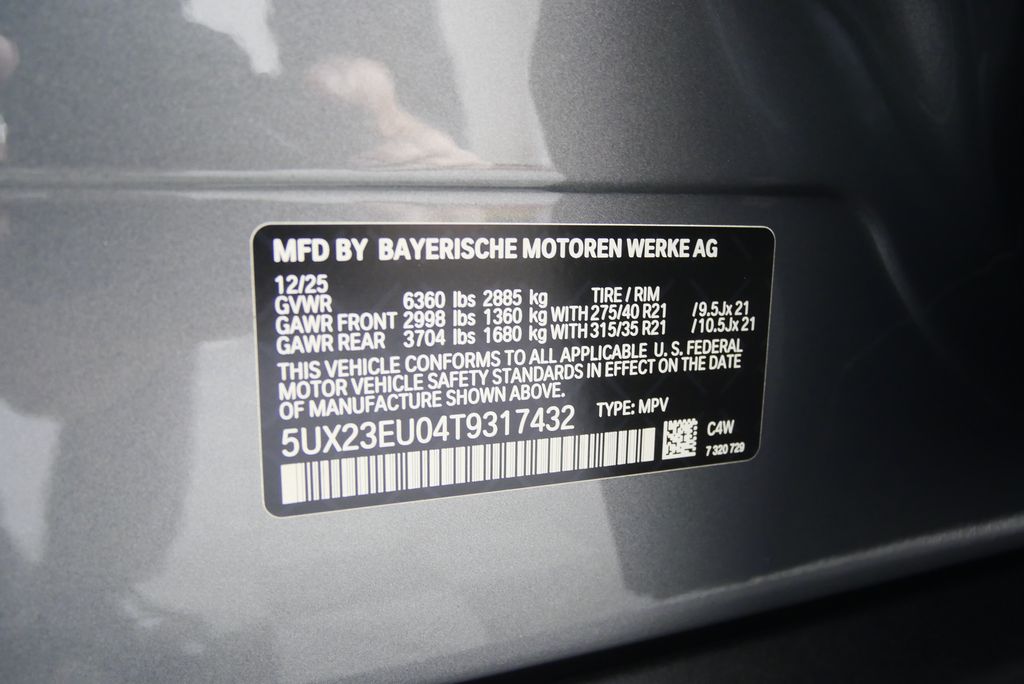 MFD BY BAYERISCHE MOTOREN WERKE AG
12/25
GVWR 6360 lbs 2885 kg TIRE / RIM
GAWR FRONT 2998 lbs 1360 kg WITH 275/40 R21 /9.5Jx 21
GAWR REAR 3704 lbs 1680 kg WITH 315/35 R21 /10.5Jx 21
THIS VEHICLE CONFORMS TO ALL APPLICABLE U. S. FEDERAL
MOTOR VEHICLE SAFETY STANDARDS IN EFFECT ON THE DATE
OF MANUFACTURE SHOWN ABOVE.
5UX23EU04T9317432 TYPE: MPV
C4W
7 320 729